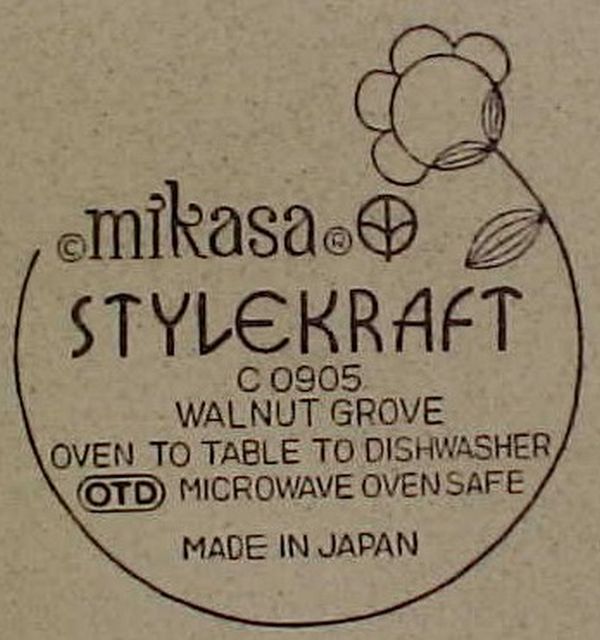 ©mikasa®
STYLEKRAFT
C 0905
WALNUT GROVE
OVEN TO TABLE TO DISHWASHER
OTD MICROWAVE OVEN SAFE
MADE IN JAPAN